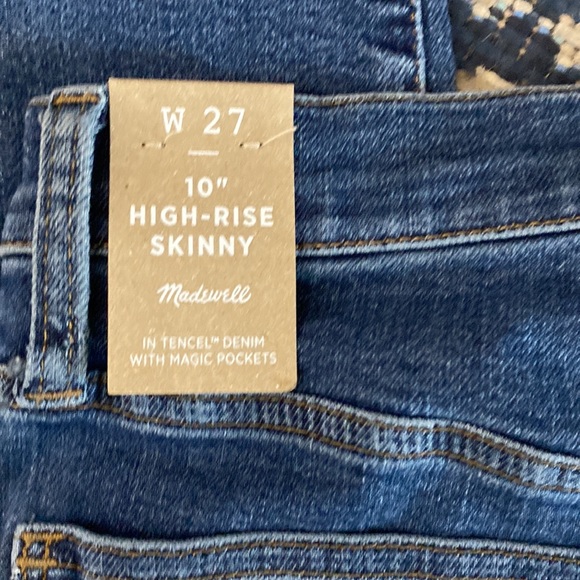 W 27
10"
HIGH-RISE
SKINNY
Madewell
IN TENCEL™ DENIM
WITH MAGIC POCKETS